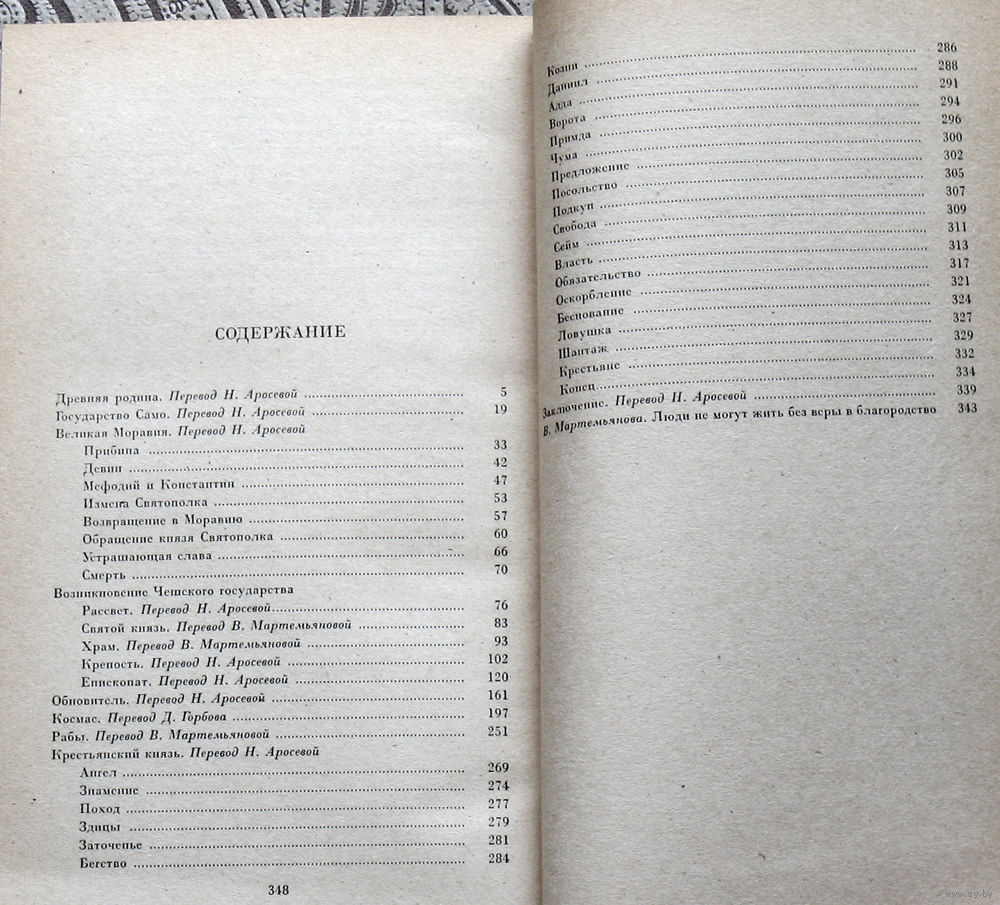 СОДЕРЖАНИЕ
Древняя родина. Перевод Н. Аросевой ........ 5
Государство Само. Перевод Н. Аросевой ........ 19
Великая Моравия. Перевод Н. Аросевой
Прибина ........ 33
Девин ........ 42
Мефодий и Константин ........ 47
Измена Святополка ........ 53
Возвращение в Моравию ........ 57
Обращение князя Святополка ........ 60
Устрашающая слава ........ 66
Смерть ........ 70
Возникновение Чешского государства
Рассвет. Перевод Н. Аросевой ........ 76
Святой князь. Перевод В. Мартемьяновой ........ 83
Храм. Перевод В. Мартемьяновой ........ 93
Крепость. Перевод Н. Аросевой ........ 102
Епископат. Перевод Н. Аросевой ........ 120
Обновитель. Перевод Н. Аросевой ........ 161
Космас. Перевод Д. Горбова ........ 197
Рабы. Перевод В. Мартемьяновой ........ 251
Крестьянский князь. Перевод Н. Аросевой
Ангел ........ 269
Знамение ........ 274
Поход ........ 277
Здицы ........ 279
Заточенье ........ 281
Бегство ........ 284
348
Козни ........ 286
Даниил ........ 288
Алда ........ 291
Ворота ........ 294
Примда ........ 296
Чума ........ 300
Предложение ........ 302
Посольство ........ 305
Подкуп ........ 307
Свобода ........ 309
Сейм ........ 311
Власть ........ 313
Обязательство ........ 317
Оскорбление ........ 321
Беснование ........ 324
Ловушка ........ 327
Шантаж ........ 329
Крестьяне ........ 332
Конец ........ 334
Заключение. Перевод Н. Аросевой ........ 339
В. Мартемьянова. Люди не могут жить без веры в благородство 343
www.ay.by